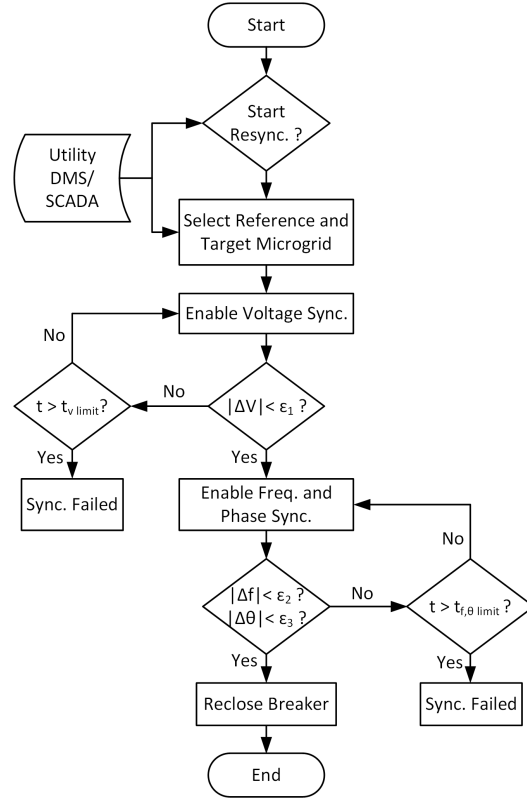 Start
Start
Resync. ?
Utility
DMS/
SCADA
Select Reference and
Target Microgrid
Enable Voltage Sync.
No
t > tv limit?
No
|ΔV|< ε1 ?
Yes
Yes
Sync. Failed
Enable Freq. and
Phase Sync.
No
|Δf|< ε2 ?
|Δθ|< ε3 ?
No
t > tf,θ limit ?
Yes
Yes
Reclose Breaker
Sync. Failed
End